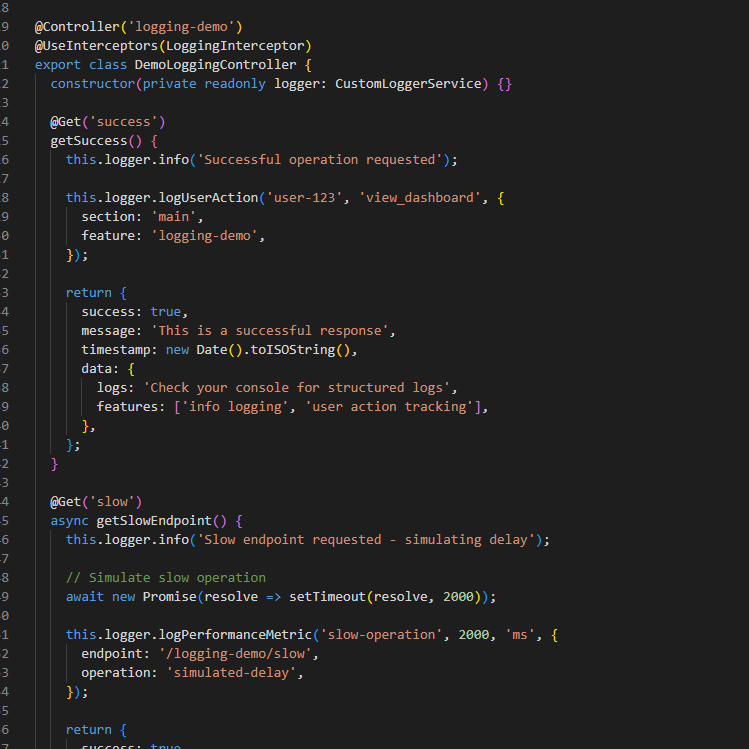 8
9 @Controller('logging-demo')
0 @UseInterceptors(LoggingInterceptor)
1 export class DemoLoggingController {
2   constructor(private readonly logger: CustomLoggerService) {}
3
4   @Get('success')
5   getSuccess() {
6     this.logger.info('Successful operation requested');
7
8     this.logger.logUserAction('user-123', 'view_dashboard', {
9       section: 'main',
0       feature: 'logging-demo',
1     });
2
3     return {
4       success: true,
5       message: 'This is a successful response',
6       timestamp: new Date().toISOString(),
7       data: {
8         logs: 'Check your console for structured logs',
9         features: ['info logging', 'user action tracking'],
0       },
1     };
2   }
3
4   @Get('slow')
5   async getSlowEndpoint() {
6     this.logger.info('Slow endpoint requested - simulating delay');
7
8     // Simulate slow operation
9     await new Promise(resolve => setTimeout(resolve, 2000));
0
1     this.logger.logPerformanceMetric('slow-operation', 2000, 'ms', {
2       endpoint: '/logging-demo/slow',
3       operation: 'simulated-delay',
4     });
5
6     return {
7       success: true